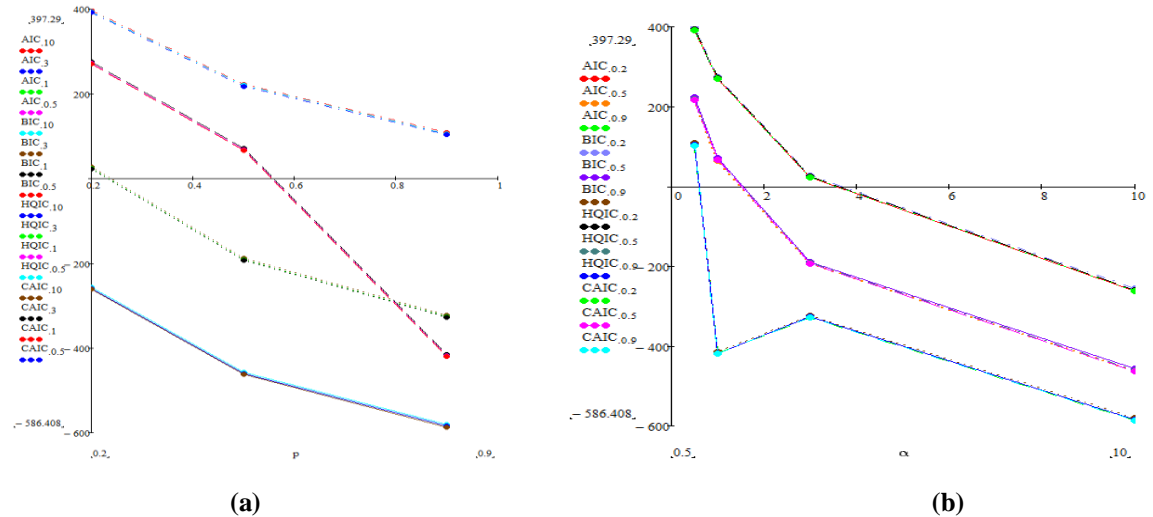 397.29
AIC.10
AIC.3
AIC.1
AIC.0.5
BIC.10
BIC.3
BIC.1
BIC.0.5
HQIC.10
HQIC.3
HQIC.1
HQIC.0.5
CAIC.10
CAIC.3
CAIC.1
CAIC.0.5
−586.408
400
200
0.2 0.4 0.6 0.8 1
−200
−400
−600
0.2 p 0.9
(a)
397.29
AIC.0.2
AIC.0.5
AIC.0.9
BIC.0.2
BIC.0.5
BIC.0.9
HQIC.0.2
HQIC.0.5
HQIC.0.9
CAIC.0.2
CAIC.0.5
CAIC.0.9
−586.408
400
200
0 2 4 6 8 10
−200
−400
−600
0.5 α 10
(b)